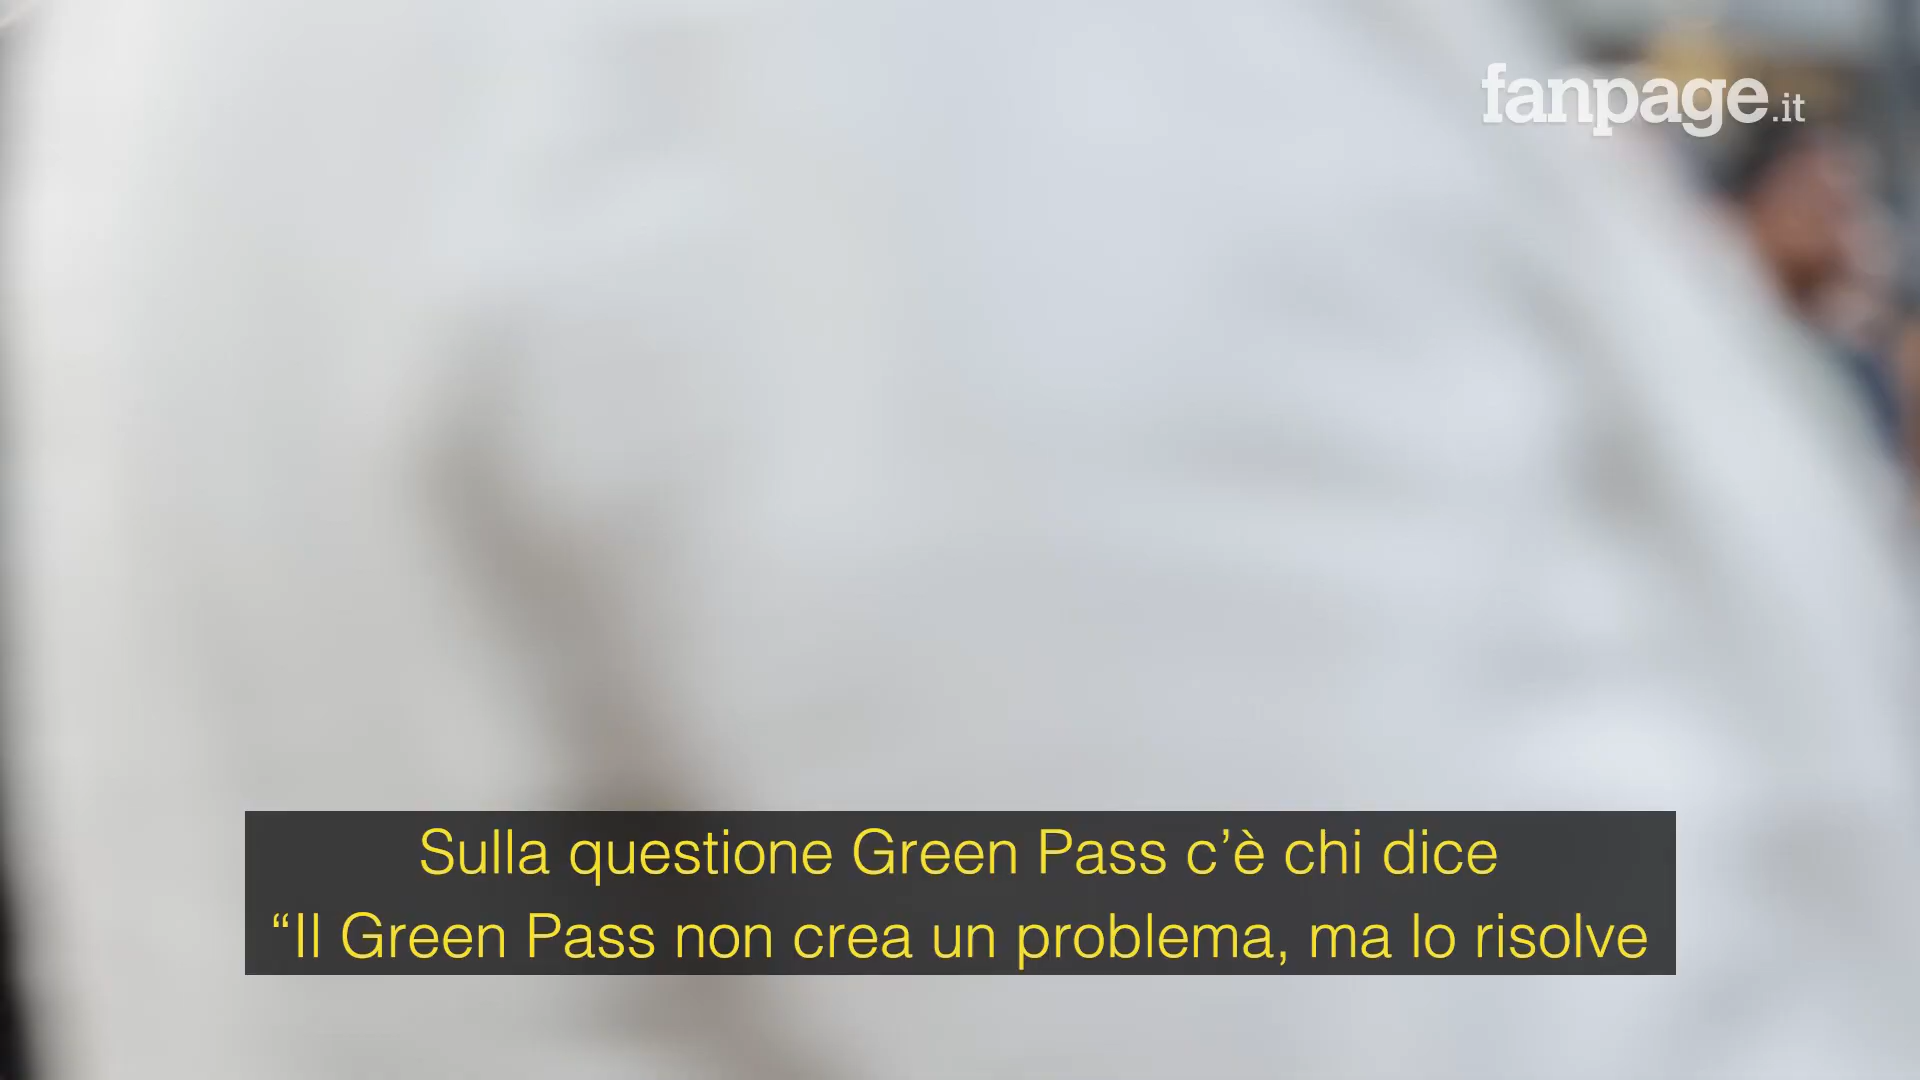 fanpage.it
Sulla questione Green Pass c’è chi dice
“Il Green Pass non crea un problema, ma lo risolve